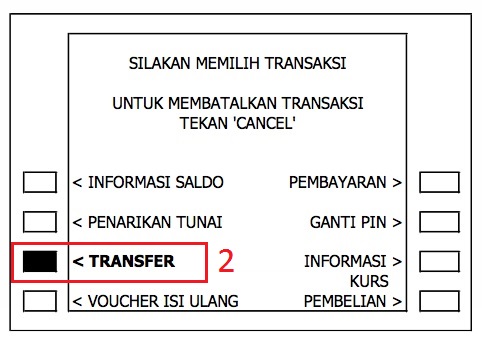 SILAKAN MEMILIH TRANSAKSI
UNTUK MEMBATALKAN TRANSAKSI
TEKAN 'CANCEL'
< INFORMASI SALDO PEMBAYARAN >
< PENARIKAN TUNAI GANTI PIN >
< TRANSFER 2 INFORMASI >
KURS
< VOUCHER ISI ULANG PEMBELIAN >